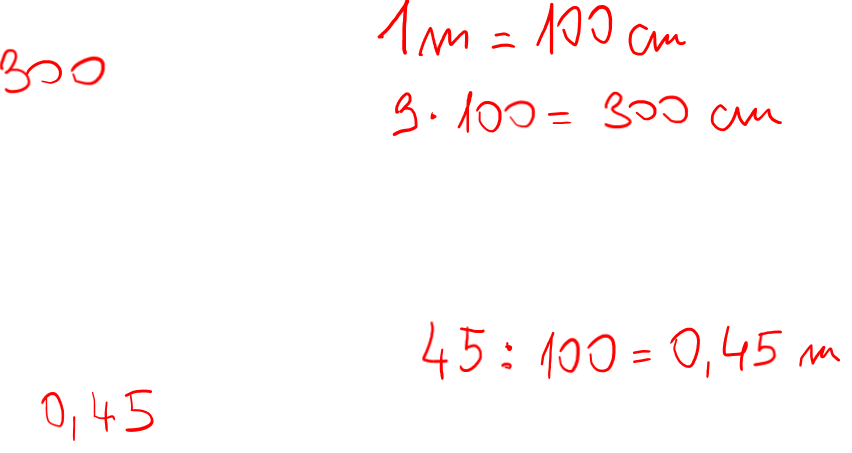 1m = 100 cm
300
3 · 100 = 300 cm
45 : 100 = 0,45 m
0,45